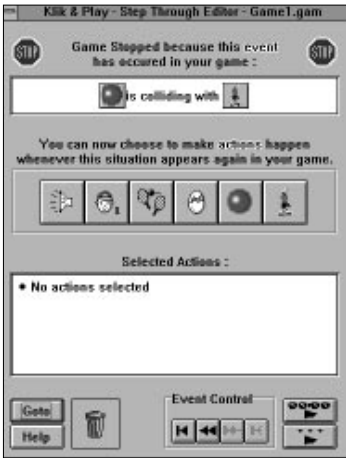 Klik & Play - Step Through Editor - Game1.gam
STOP STOP
Game Stopped because this event
has occured in your game :
is colliding with
You can now choose to make actions happen
whenever this situation appears again in your game.
Selected Actions :
• No actions selected
Event Control
Goto
Help